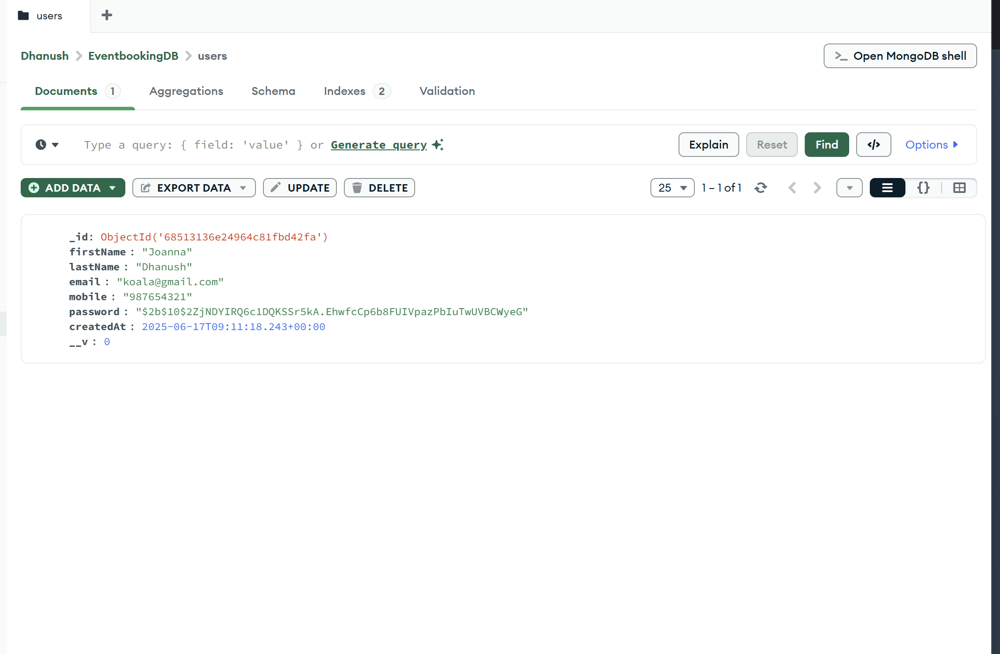 users
Dhanush EventbookingDB users
Open MongoDB shell
Documents 1 Aggregations Schema Indexes 2 Validation
Type a query: { field: 'value' } or Generate query
Explain Reset Find </> Options
ADD DATA EXPORT DATA UPDATE DELETE
25 1 – 1 of 1 {}
_id: ObjectId('68513136e24964c81fbd42fa')
firstName : "Joanna"
lastName : "Dhanush"
email : "koala@gmail.com"
mobile : "987654321"
password : "$2b$10$2ZjNDYIRQ6c1DQKSSr5kA.EhwfcCp6b8FUIVpazPbIuTwUVBCWyeG"
createdAt : 2025-06-17T09:11:18.243+00:00
__v : 0